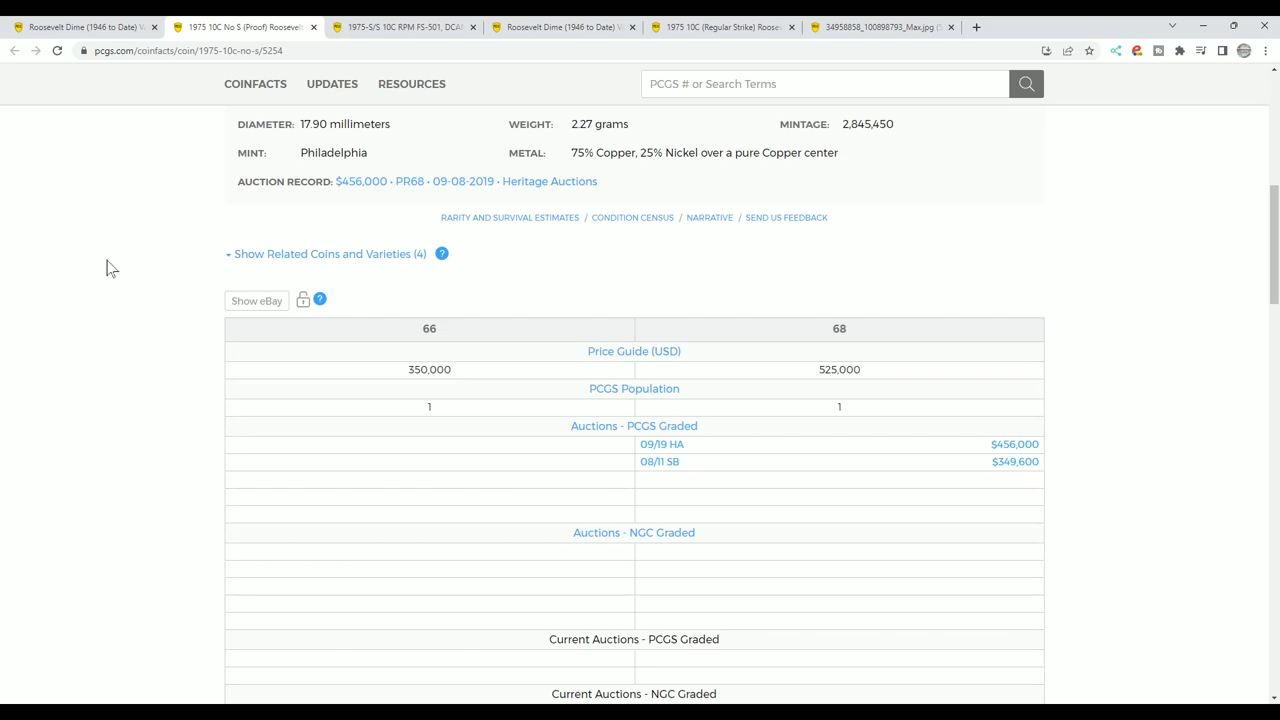 Roosevelt Dime (1946 to Date) V
1975 10C No S (Proof) Roosevelt
1975-S/S 10C RPM FS-501, DCAM
Roosevelt Dime (1946 to Date) V
1975 10C (Regular Strike) Roose
34958858_100898793_Max.jpg (
pcgs.com/coinfacts/coin/1975-10c-no-s/5254
COINFACTS UPDATES RESOURCES PCGS # or Search Terms
DIAMETER: 17.90 millimeters WEIGHT: 2.27 grams MINTAGE: 2,845,450
MINT: Philadelphia METAL: 75% Copper, 25% Nickel over a pure Copper center
AUCTION RECORD: $456,000 • PR68 • 09-08-2019 • Heritage Auctions
RARITY AND SURVIVAL ESTIMATES / CONDITION CENSUS / NARRATIVE / SEND US FEEDBACK
Show Related Coins and Varieties (4) ?
Show eBay ?
66 68
Price Guide (USD)
350,000 525,000
PCGS Population
1 1
Auctions - PCGS Graded
09/19 HA $456,000
08/11 SB $349,600
Auctions - NGC Graded
Current Auctions - PCGS Graded
Current Auctions - NGC Graded